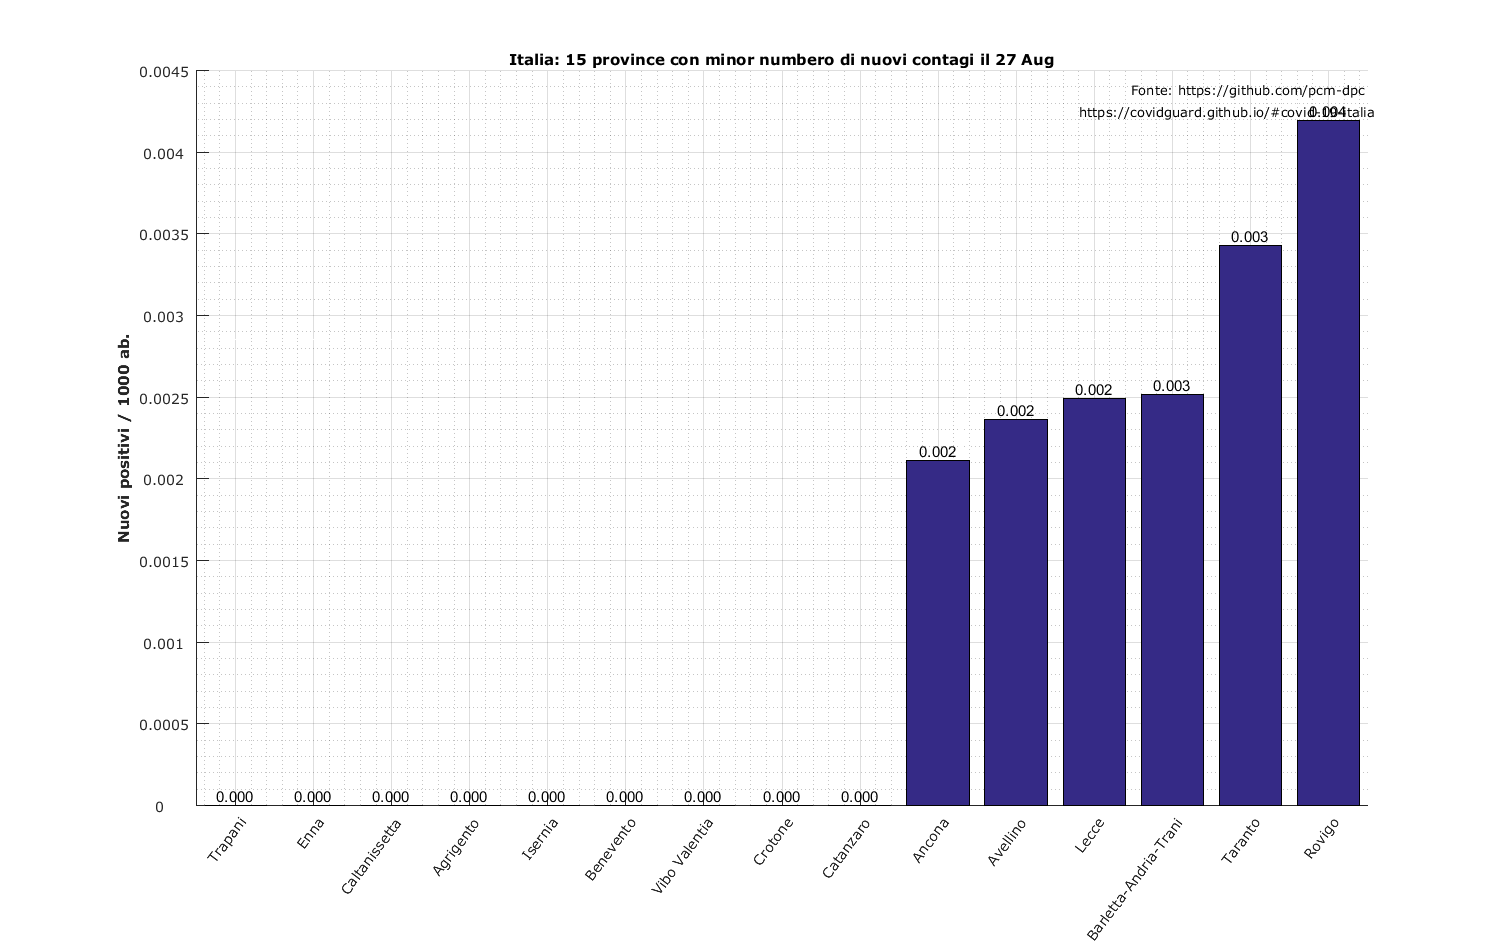 Italia: 15 province con minor numbero di nuovi contagi il 27 Aug
Fonte: https://github.com/pcm-dpc
https://covidguard.github.io/#covid-19-italia
Nuovi positivi / 1000 ab.
0.0045
0.004
0.0035
0.003
0.0025
0.002
0.0015
0.001
0.0005
0
0.000 0.000 0.000 0.000 0.000 0.000 0.000 0.000 0.000 0.002 0.002 0.002 0.003 0.003 0.004
Trapani
Enna
Caltanissetta
Agrigento
Isernia
Benevento
Vibo Valentia
Crotone
Catanzaro
Ancona
Avellino
Lecce
Barletta-Andria-Trani
Taranto
Rovigo